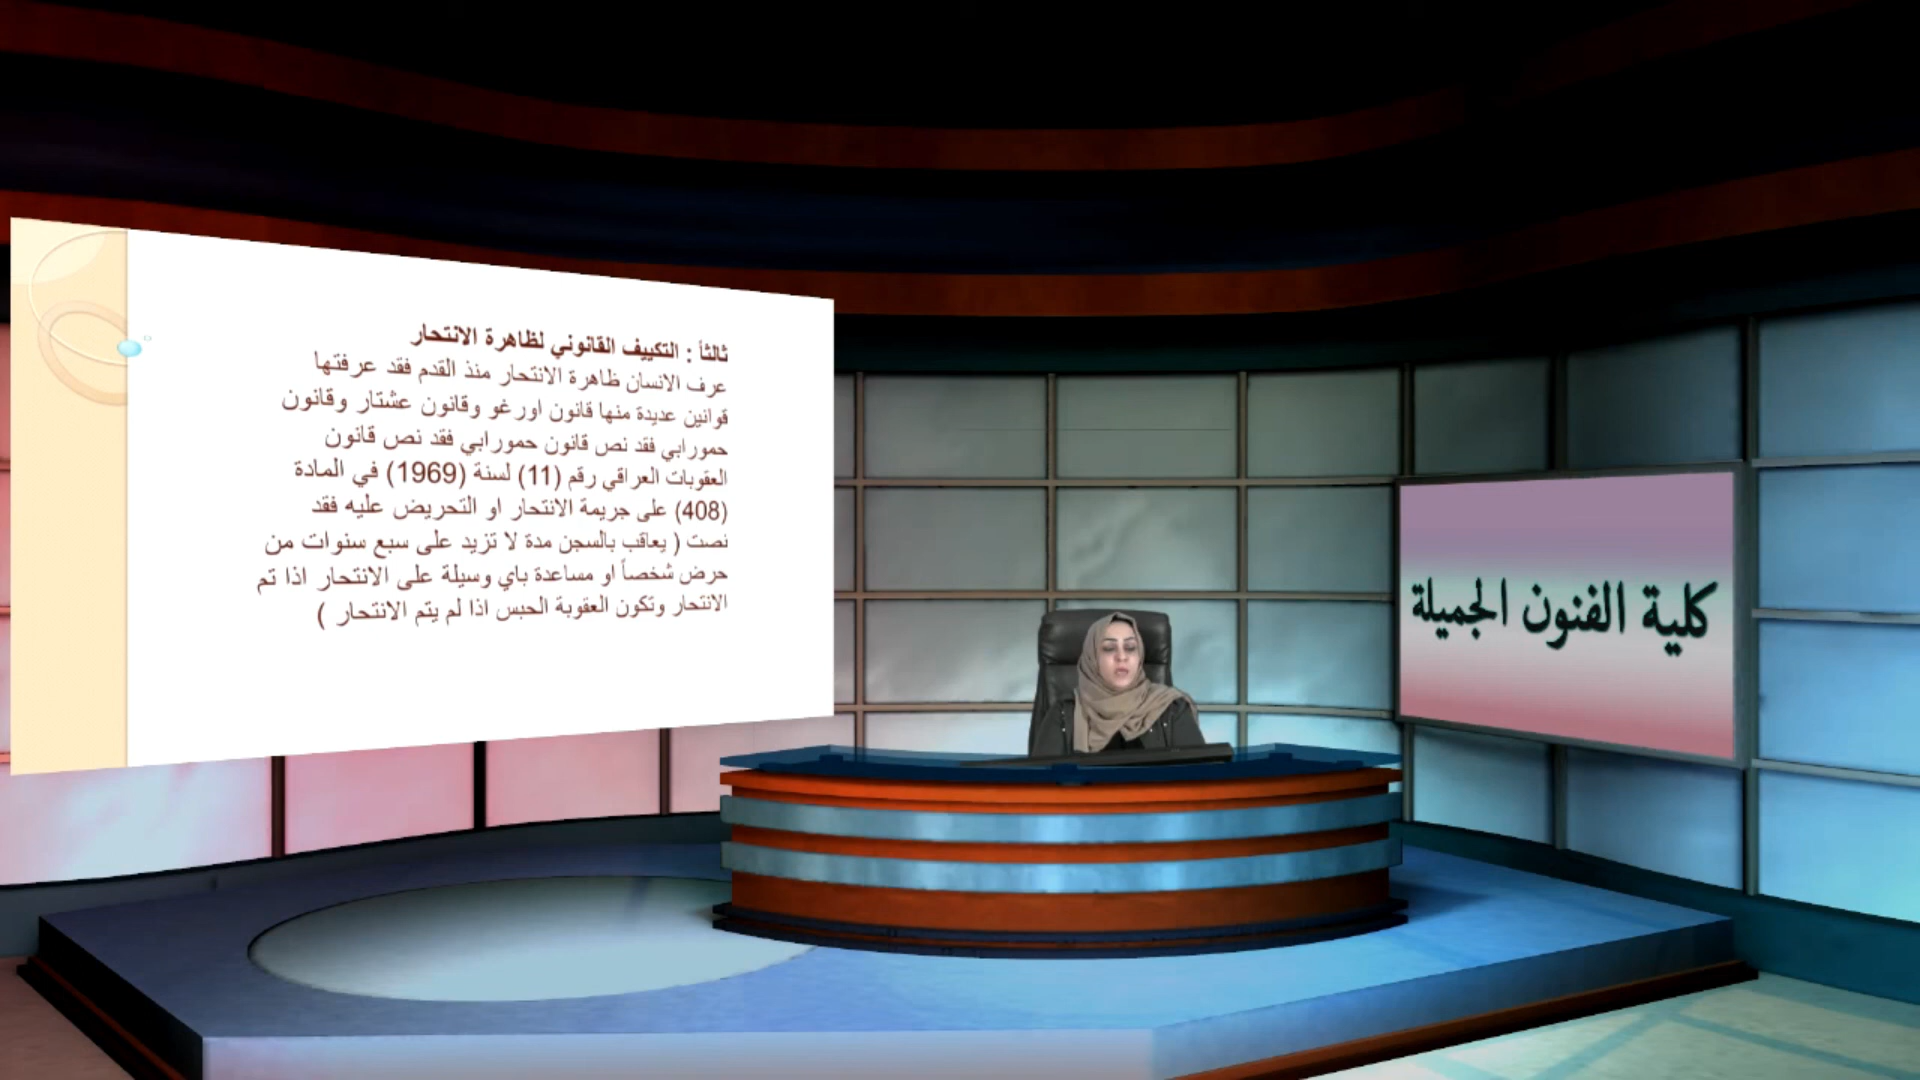 ثالثاً : التكييف القانوني لظاهرة الانتحار
عرف الانسان ظاهرة الانتحار منذ القدم فقد عرفتها
قوانين عديدة منها قانون اورغو وقانون عشتار وقانون
حمورابي فقد نص قانون حمورابي فقد نص قانون
العقوبات العراقي رقم (11) لسنة (1969) في المادة
(408) على جريمة الانتحار او التحريض عليه فقد
نصت ( يعاقب بالسجن مدة لا تزيد على سبع سنوات من
حرض شخصاً او مساعدة باي وسيلة على الانتحار اذا تم
الانتحار وتكون العقوبة الحبس اذا لم يتم الانتحار )
كلية الفنون الجميلة